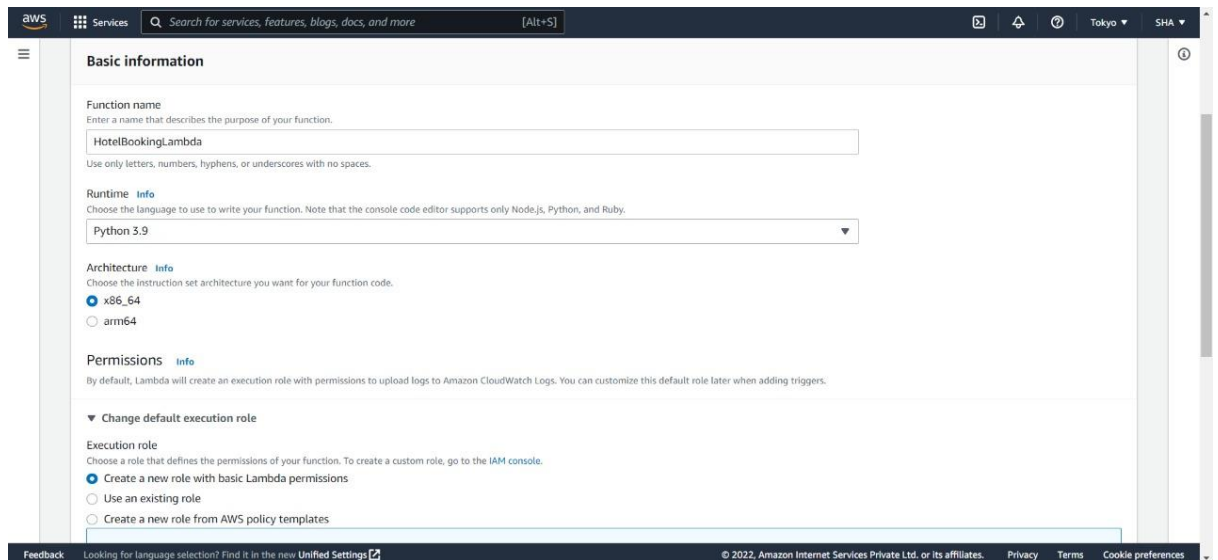 aws
Services
Search for services, features, blogs, docs, and more [Alt+S]
Tokyo ▼
SHA ▼
Basic information
Function name
Enter a name that describes the purpose of your function.
HotelBookingLambda
Use only letters, numbers, hyphens, or underscores with no spaces.
Runtime Info
Choose the language to use to write your function. Note that the console code editor supports only Node.js, Python, and Ruby.
Python 3.9
Architecture Info
Choose the instruction set architecture you want for your function code.
x86_64
arm64
Permissions Info
By default, Lambda will create an execution role with permissions to upload logs to Amazon CloudWatch Logs. You can customize this default role later when adding triggers.
▼ Change default execution role
Execution role
Choose a role that defines the permissions of your function. To create a custom role, go to the IAM console.
Create a new role with basic Lambda permissions
Use an existing role
Create a new role from AWS policy templates
Feedback
Looking for language selection? Find it in the new Unified Settings
© 2022, Amazon Internet Services Private Ltd. or its affiliates.
Privacy
Terms
Cookie preferences